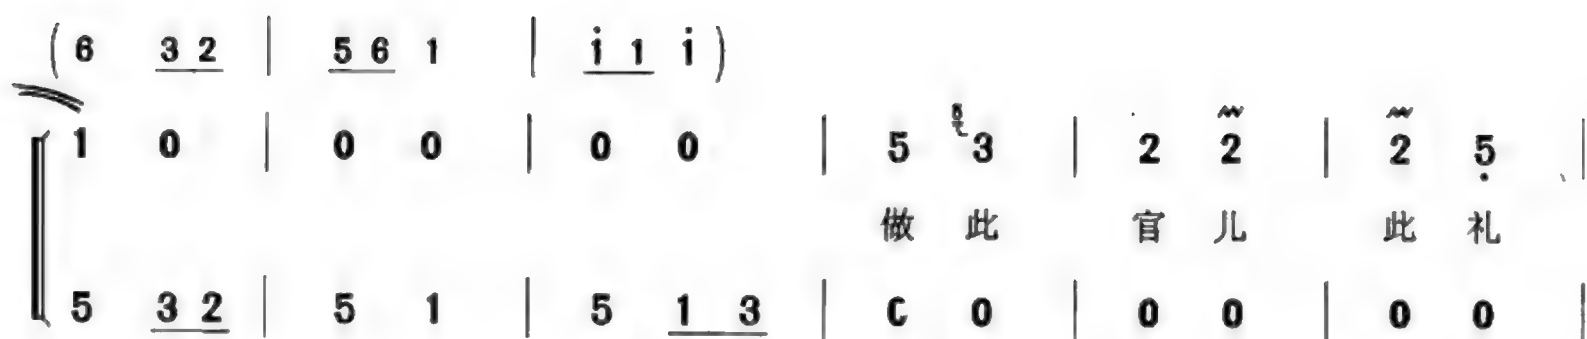 (6 3 2 | 5 6 1 | i 1 i)
1 0 | 0 0 | 0 0 | 5 3 | 2 2 | 2 5 |
做此 官儿 此礼
5 3 2 | 5 1 | 5 1 3 | 0 0 | 0 0 | 0 0 |